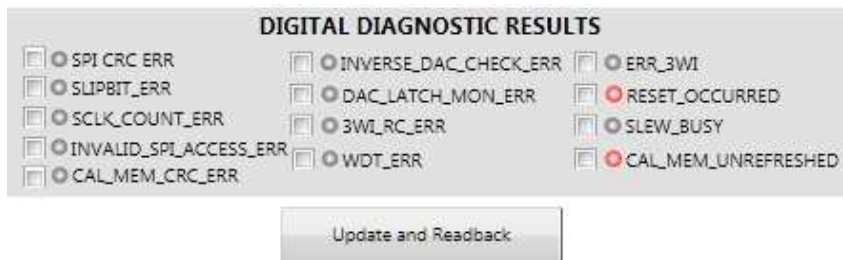 DIGITAL DIAGNOSTIC RESULTS
SPI CRC ERR
SLIPBIT_ERR
SCLK_COUNT_ERR
INVALID_SPI_ACCESS_ERR
CAL_MEM_CRC_ERR
INVERSE_DAC_CHECK_ERR
DAC_LATCH_MON_ERR
3WI_RC_ERR
WDT_ERR
ERR_3WI
RESET_OCCURRED
SLEW_BUSY
CAL_MEM_UNREFRESHED
Update and Readback